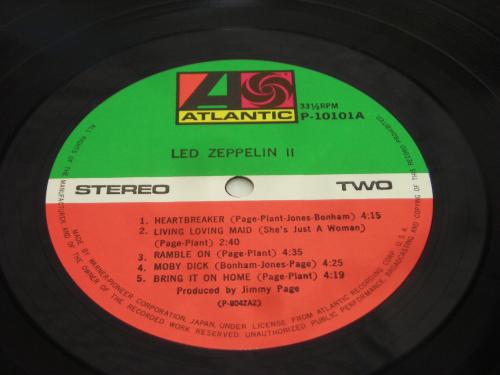 ATLANTIC
33⅓RPM
P-10101A
LED ZEPPELIN II
STEREO
TWO
1. HEARTBREAKER (Page-Plant-Jones-Bonham) 4:15
2. LIVING LOVING MAID (She's Just A Woman)
(Page-Plant) 2:40
3. RAMBLE ON (Page-Plant) 4:35
4. MOBY DICK (Bonham-Jones-Page) 4:25
5. BRING IT ON HOME (Page-Plant) 4:19
Produced by Jimmy Page
(P-8042A2)
MADE BY WARNER-PIONEER CORPORATION, JAPAN, UNDER LICENSE FROM ATLANTIC RECORDING CORP., U.S.A.
ALL RIGHTS OF THE MANUFACTURER AND OF THE OWNER OF THE RECORDED WORK RESERVED. UNAUTHORIZED PUBLIC PERFORMANCE, BROADCASTING AND COPYING OF THIS RECORD PROHIBITED.